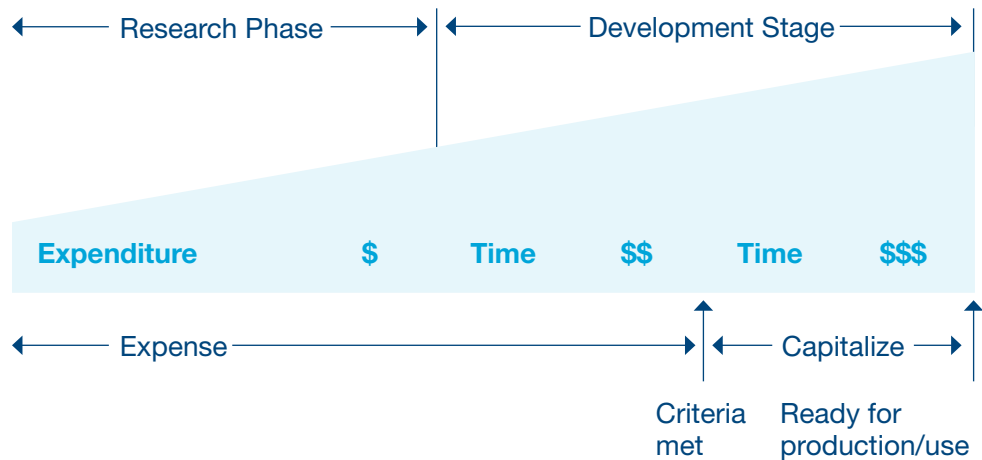 Research Phase Development Stage
Expenditure $ Time $$ Time $$$
Expense Capitalize
Criteria met
Ready for production/use